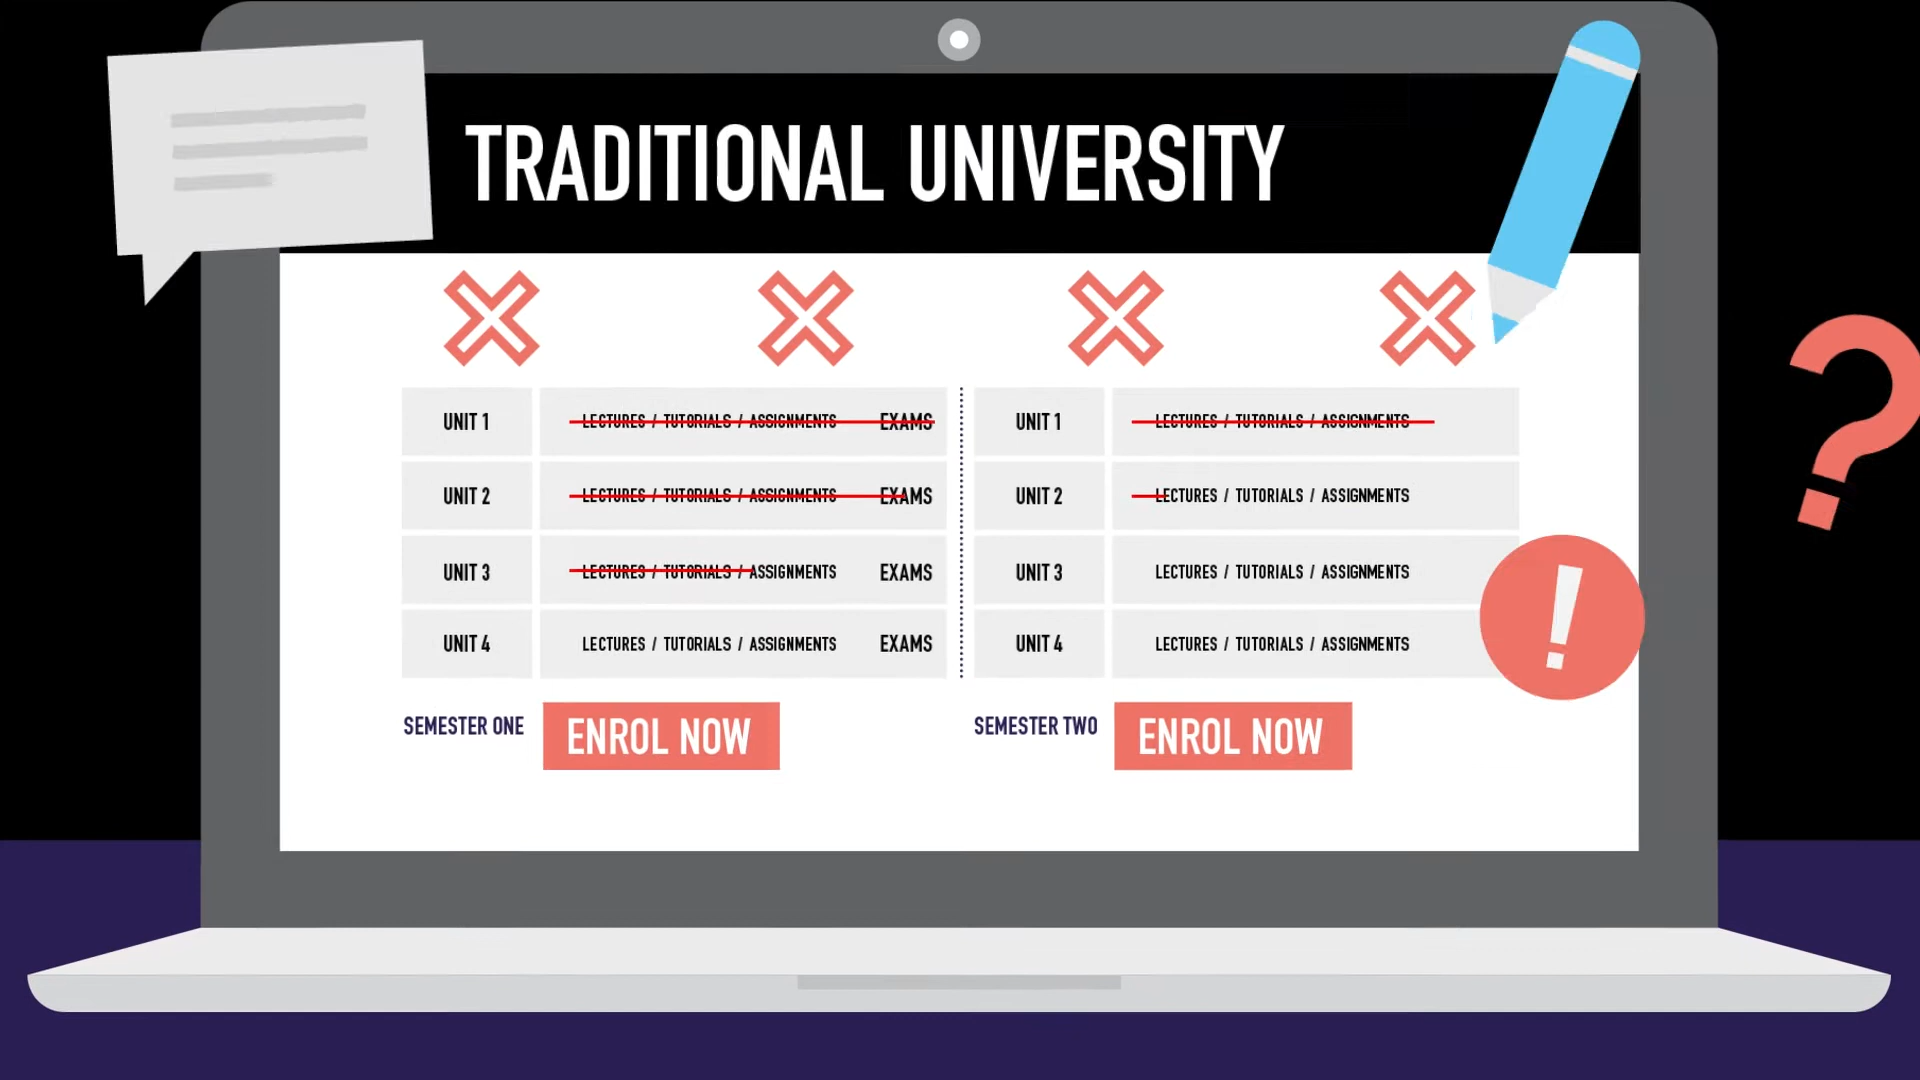 TRADITIONAL UNIVERSITY
UNIT 1 LECTURES / TUTORIALS / ASSIGNMENTS EXAMS UNIT 1 LECTURES / TUTORIALS / ASSIGNMENTS
UNIT 2 LECTURES / TUTORIALS / ASSIGNMENTS EXAMS UNIT 2 LECTURES / TUTORIALS / ASSIGNMENTS
UNIT 3 LECTURES / TUTORIALS / ASSIGNMENTS EXAMS UNIT 3 LECTURES / TUTORIALS / ASSIGNMENTS
UNIT 4 LECTURES / TUTORIALS / ASSIGNMENTS EXAMS UNIT 4 LECTURES / TUTORIALS / ASSIGNMENTS
SEMESTER ONE ENROL NOW SEMESTER TWO ENROL NOW
?
!